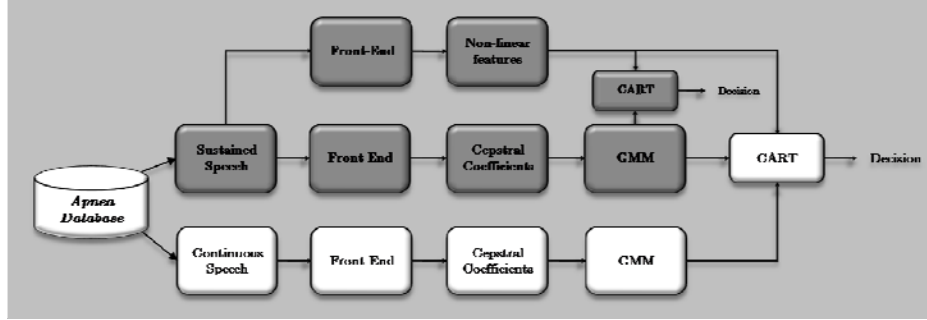 Front-End
Non-linear
features
CART
Decision
Sustained
Speech
Front End
Cepstral
Coefficients
GMM
CART
Decision
Apnea
Database
Continuous
Speech
Front End
Cepstral
Coefficients
GMM